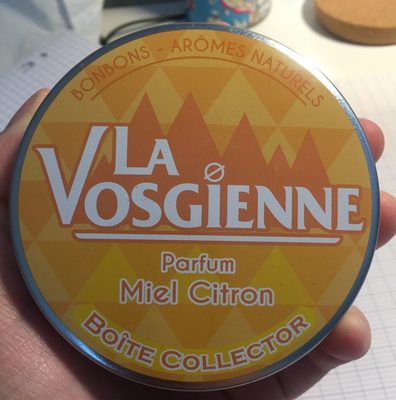 BONBONS - ARÔMES NATURELS
LA
VOSGIENNE
Parfum
Miel Citron
BOÎTE COLLECTOR